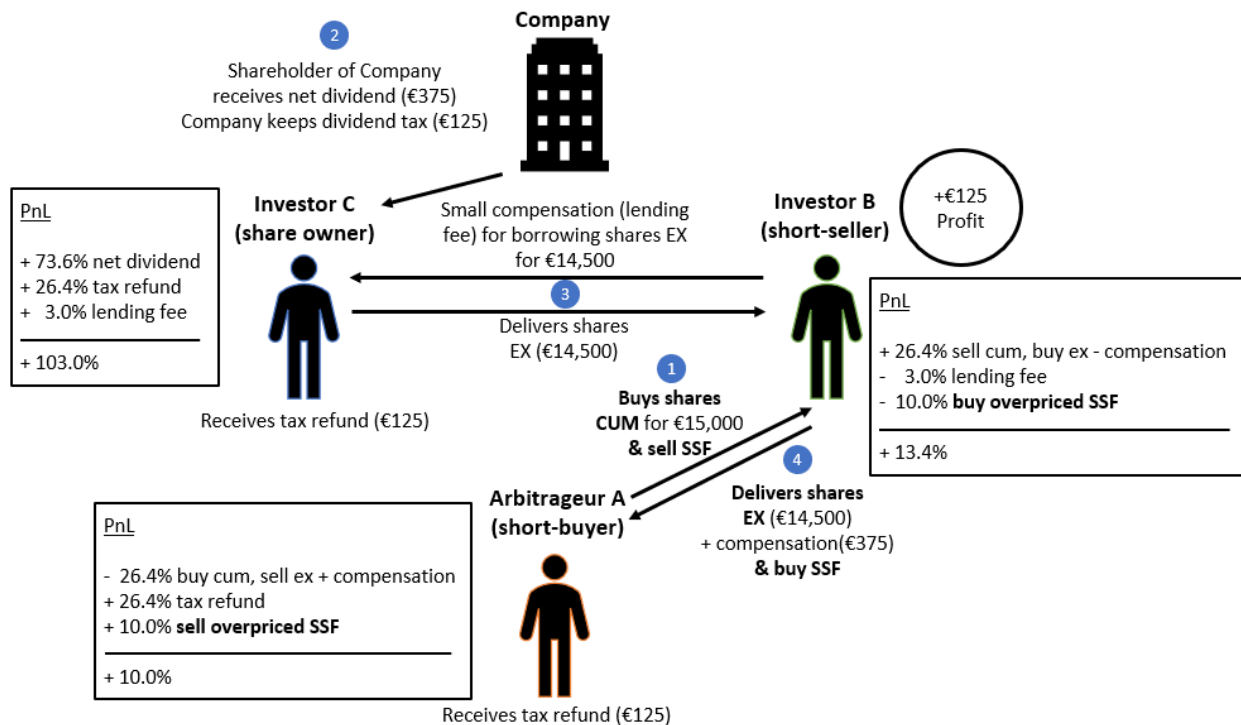 Company
2
Shareholder of Company
receives net dividend (€375)
Company keeps dividend tax (€125)
PnL
+ 73.6% net dividend
+ 26.4% tax refund
+ 3.0% lending fee
+ 103.0%
Investor C
(share owner)
Small compensation (lending
fee) for borrowing shares EX
for €14,500
3
Delivers shares
EX (€14,500)
Investor B
(short-seller)
+€125
Profit
PnL
+ 26.4% sell cum, buy ex - compensation
- 3.0% lending fee
- 10.0% buy overpriced SSF
+ 13.4%
Receives tax refund (€125)
1
Buys shares
CUM for €15,000
& sell SSF
4
Delivers shares
EX (€14,500)
+ compensation(€375)
& buy SSF
Arbitrageur A
(short-buyer)
PnL
- 26.4% buy cum, sell ex + compensation
+ 26.4% tax refund
+ 10.0% sell overpriced SSF
+ 10.0%
Receives tax refund (€125)